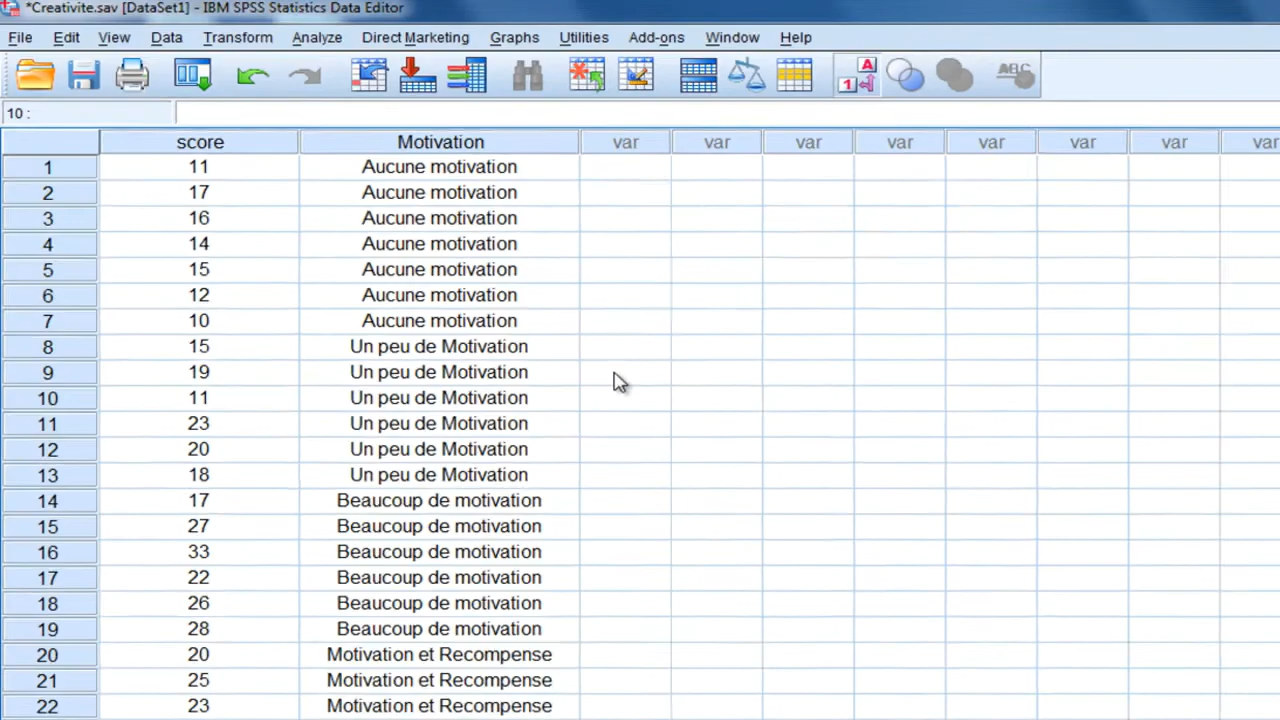 *Creativite.sav [DataSet1] - IBM SPSS Statistics Data Editor
File Edit View Data Transform Analyze Direct Marketing Graphs Utilities Add-ons Window Help
10 :
score Motivation var var var var var var var var
1 11 Aucune motivation
2 17 Aucune motivation
3 16 Aucune motivation
4 14 Aucune motivation
5 15 Aucune motivation
6 12 Aucune motivation
7 10 Aucune motivation
8 15 Un peu de Motivation
9 19 Un peu de Motivation
10 11 Un peu de Motivation
11 23 Un peu de Motivation
12 20 Un peu de Motivation
13 18 Un peu de Motivation
14 17 Beaucoup de motivation
15 27 Beaucoup de motivation
16 33 Beaucoup de motivation
17 22 Beaucoup de motivation
18 26 Beaucoup de motivation
19 28 Beaucoup de motivation
20 20 Motivation et Recompense
21 25 Motivation et Recompense
22 23 Motivation et Recompense